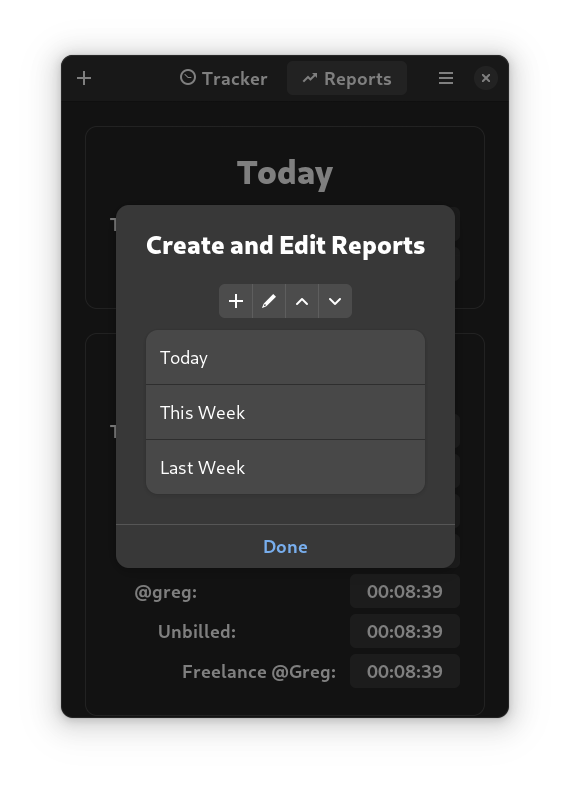 Tracker
Reports
Today
Create and Edit Reports
Today
This Week
Last Week
Done
@greg: 00:08:39
Unbilled: 00:08:39
Freelance @Greg: 00:08:39